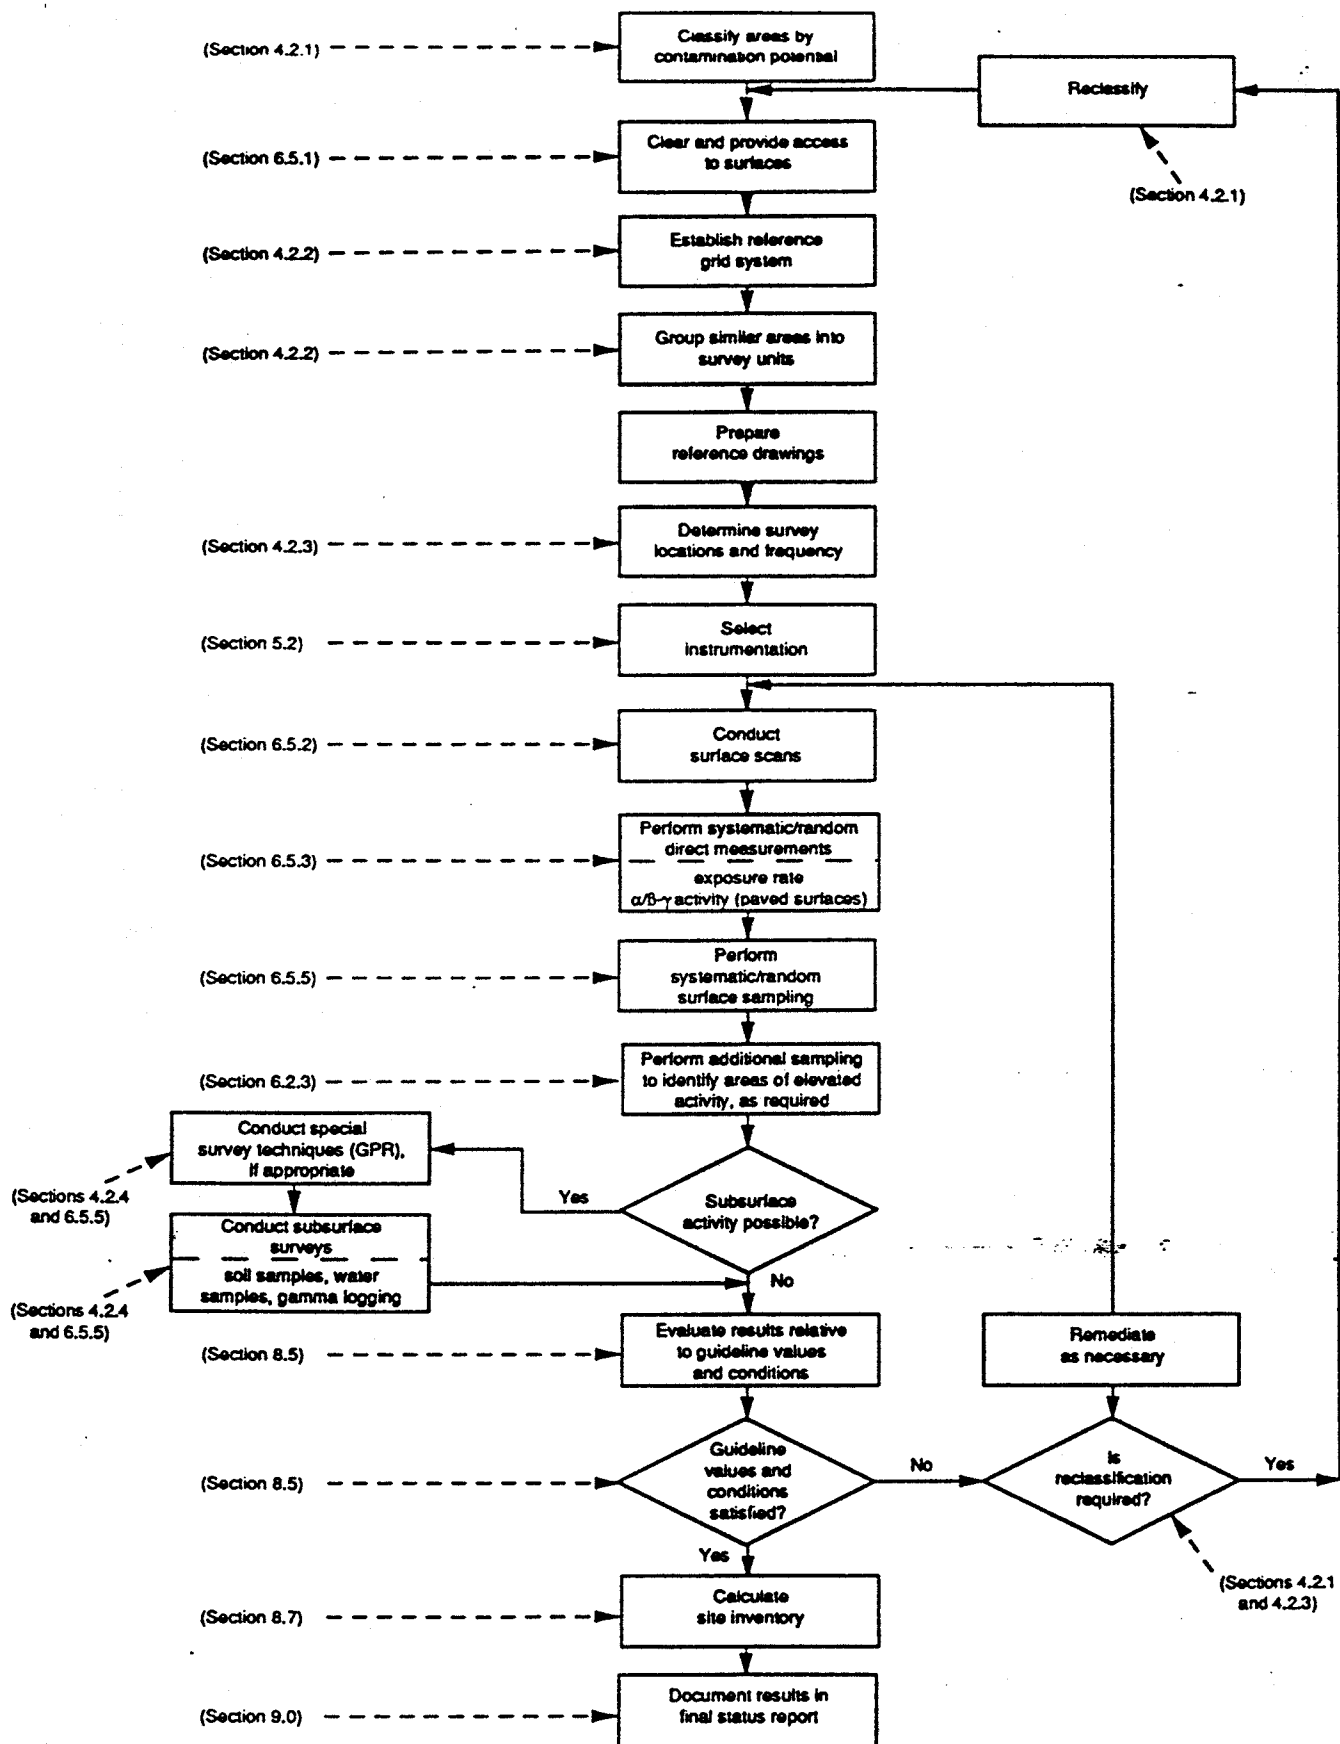 Classify areas by
contamination potential
(Section 4.2.1)
Reclassify
(Section 4.2.1)
Clear and provide access
to surfaces
(Section 6.5.1)
Establish reference
grid system
(Section 4.2.2)
Group similar areas into
survey units
(Section 4.2.2)
Prepare
reference drawings
Determine survey
locations and frequency
(Section 4.2.3)
Select
instrumentation
(Section 5.2)
Conduct
surface scans
(Section 6.5.2)
Perform systematic/random
direct measurements
exposure rate
α/β-γ activity (paved surfaces)
(Section 6.5.3)
Perform
systematic/random
surface sampling
(Section 6.5.5)
Perform additional sampling
to identify areas of elevated
activity, as required
(Section 6.2.3)
Conduct special
survey techniques (GPR),
if appropriate
(Sections 4.2.4
and 6.5.5)
Yes
Subsurface
activity possible?
No
Conduct subsurface
surveys
soil samples, water
samples, gamma logging
(Sections 4.2.4
and 6.5.5)
Evaluate results relative
to guideline values
and conditions
(Section 8.5)
Remediate
as necessary
Guideline
values and
conditions
satisfied?
(Section 8.5)
No
Is
reclassification
required?
Yes
(Sections 4.2.1
and 4.2.3)
Yes
Calculate
site inventory
(Section 8.7)
Document results in
final status report
(Section 9.0)